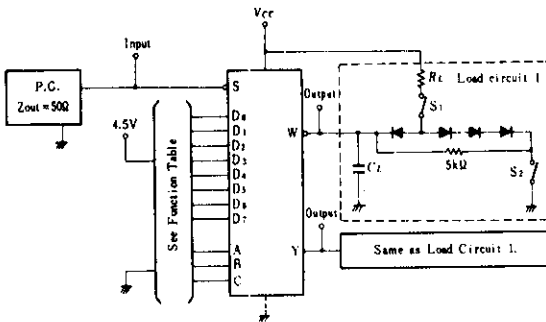 Vcc
Input
P.G.
Zout = 50Ω
4.5V
See Function Table
S
D0
D1
D2
D3
D4
D5
D6
D7
A
B
C
W
Y
Output
RL
Load circuit 1
S1
CL
5kΩ
S2
Output
Same as Load Circuit 1.